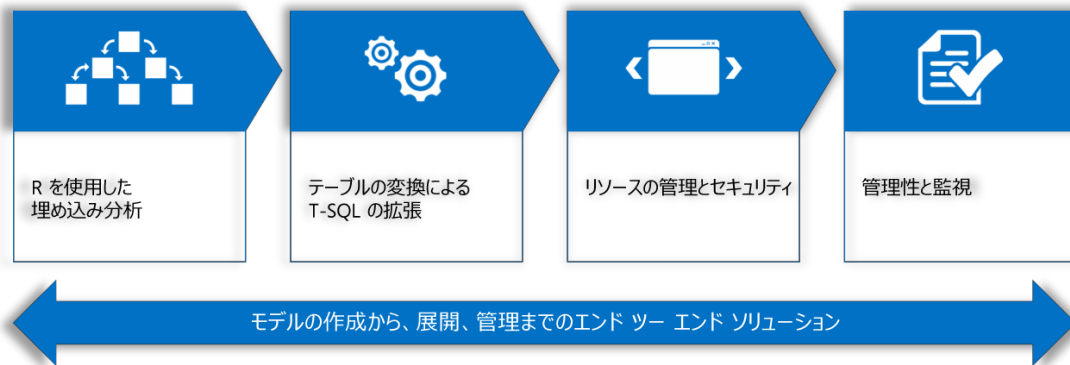 R を使用した
埋め込み分析
テーブルの変換による
T-SQL の拡張
リソースの管理とセキュリティ
管理性と監視
モデルの作成から、展開、管理までのエンド ツー エンド ソリューション